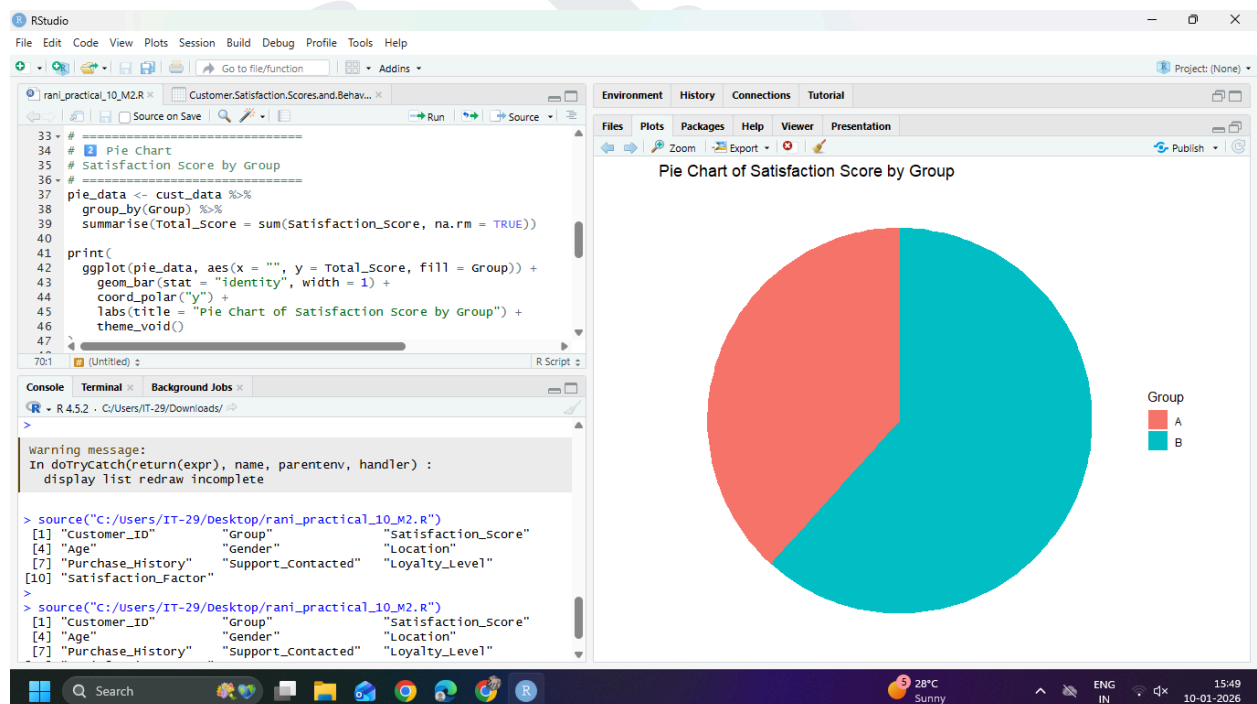 RStudio
File Edit Code View Plots Session Build Debug Profile Tools Help
Go to file/function
Addins
Project: (None)
rani_practical_10_M2.R
Customer.Satisfaction.Scores.and.Behav...
Source on Save
Run
Source
33 # ==============================
34 # 2 Pie Chart
35 # Satisfaction Score by Group
36 # ==============================
37 pie_data <- cust_data %>%
38 group_by(Group) %>%
39 summarise(Total_Score = sum(Satisfaction_Score, na.rm = TRUE))
40
41 print(
42 ggplot(pie_data, aes(x = "", y = Total_Score, fill = Group)) +
43 geom_bar(stat = "identity", width = 1) +
44 coord_polar("y") +
45 labs(title = "Pie Chart of Satisfaction Score by Group") +
46 theme_void()
47
70:1
(Untitled)
R Script
Console Terminal Background Jobs
R 4.5.2 · C:/Users/IT-29/Downloads/
>
Warning message:
In doTryCatch(return(expr), name, parentenv, handler) :
display list redraw incomplete
> source("C:/Users/IT-29/Desktop/rani_practical_10_M2.R")
[1] "Customer_ID" "Group" "Satisfaction_Score"
[4] "Age" "Gender" "Location"
[7] "Purchase_History" "Support_Contacted" "Loyalty_Level"
[10] "Satisfaction_Factor"
>
> source("C:/Users/IT-29/Desktop/rani_practical_10_M2.R")
[1] "Customer_ID" "Group" "Satisfaction_Score"
[4] "Age" "Gender" "Location"
[7] "Purchase_History" "Support_Contacted" "Loyalty_Level"
Environment History Connections Tutorial
Files Plots Packages Help Viewer Presentation
Zoom Export Publish
Pie Chart of Satisfaction Score by Group
Group
A
B
Search
5
28°C
Sunny
ENG
IN
15:49
10-01-2026